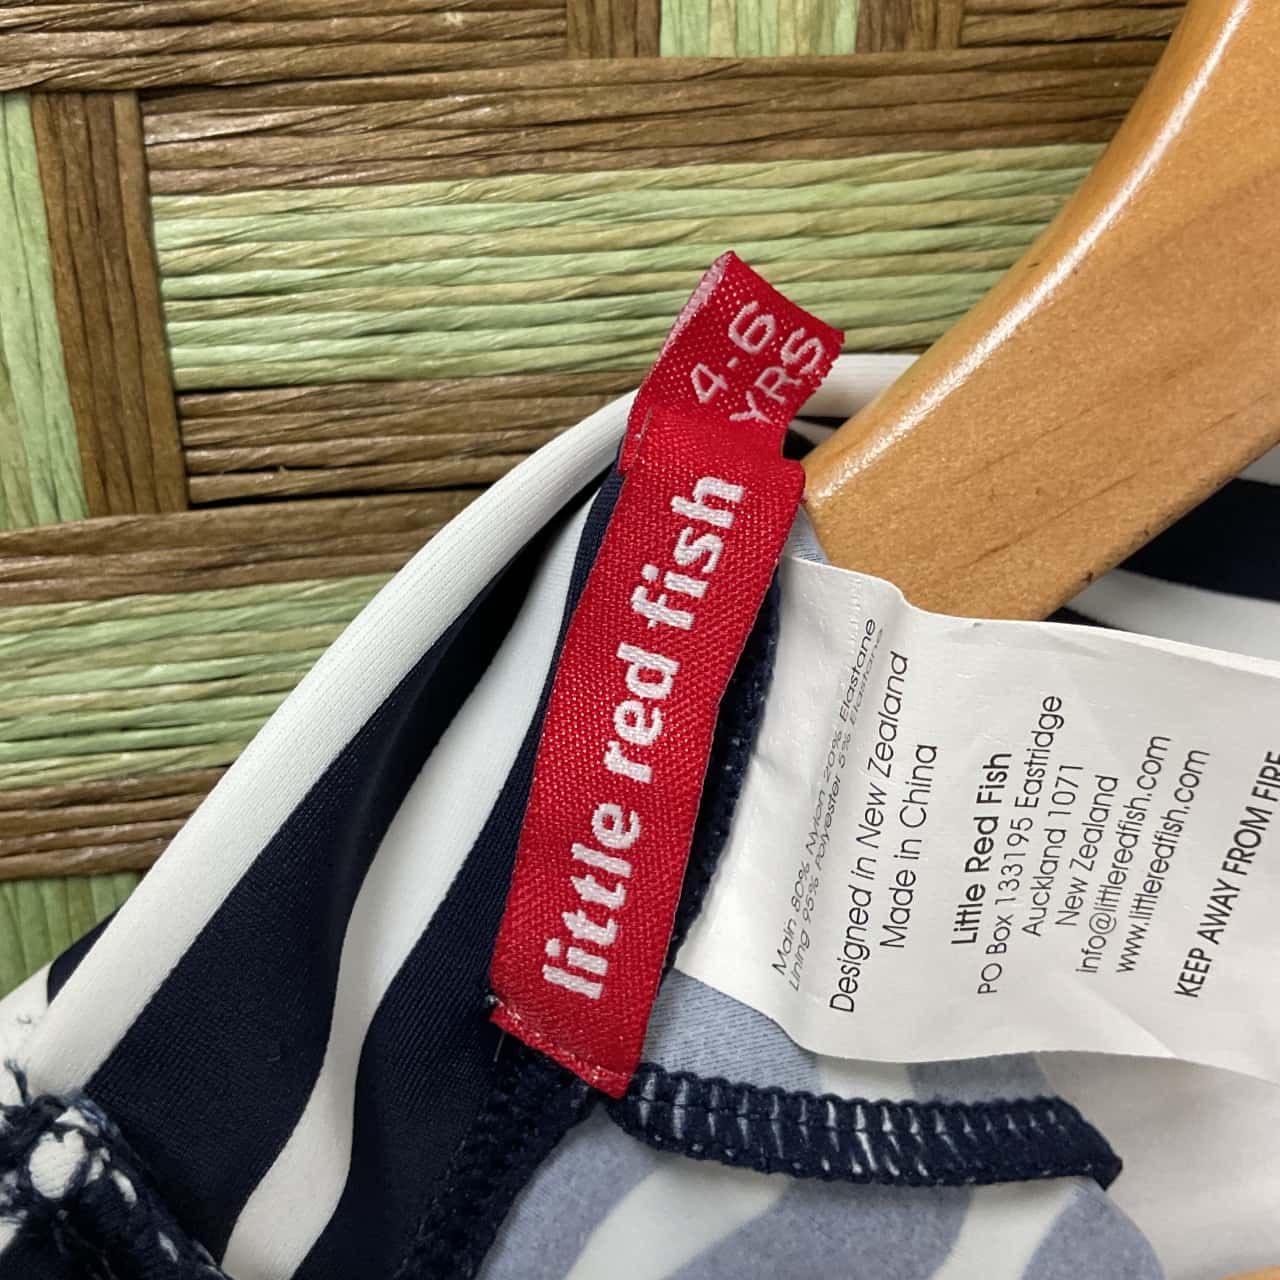 4-6
YRS
little red fish
Main 80% Nylon 20% Elastane
Lining 95% Polyester 5% Elastane
Designed in New Zealand
Made in China
Little Red Fish
PO Box 133195 Eastridge
Auckland 1071
New Zealand
info@littleredfish.com
www.littleredfish.com
KEEP AWAY FROM FIRE